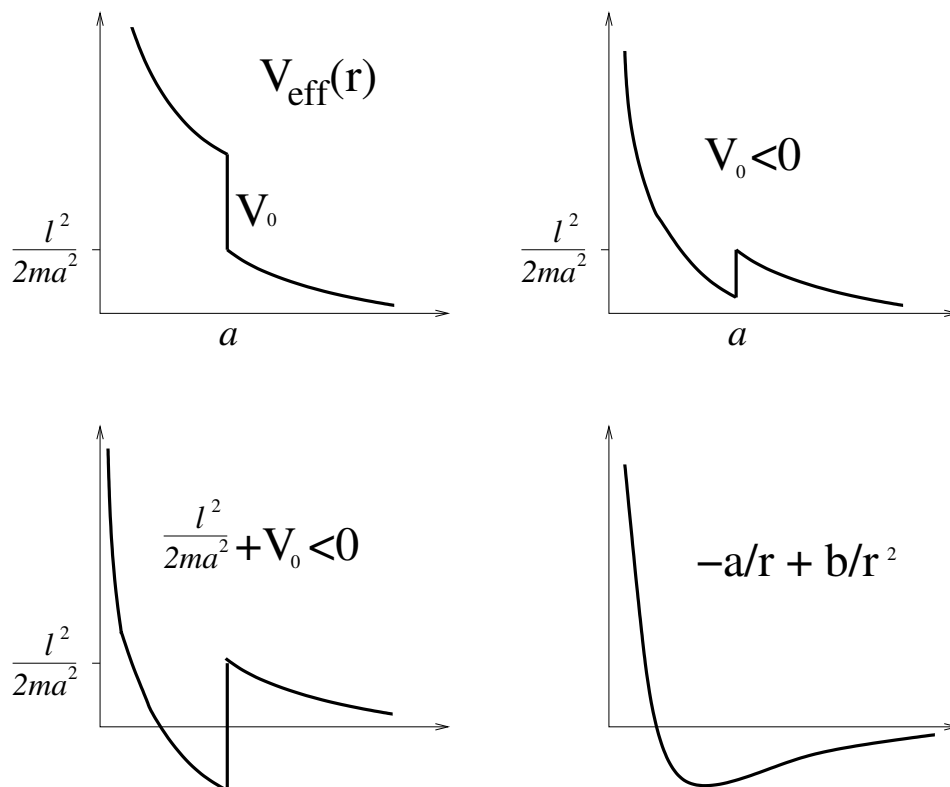 V_eff(r)
V₀
l²
2ma²
a
V₀<0
l²
2ma²
a
l²/2ma² +V₀<0
l²
2ma²
−a/r + b/r²